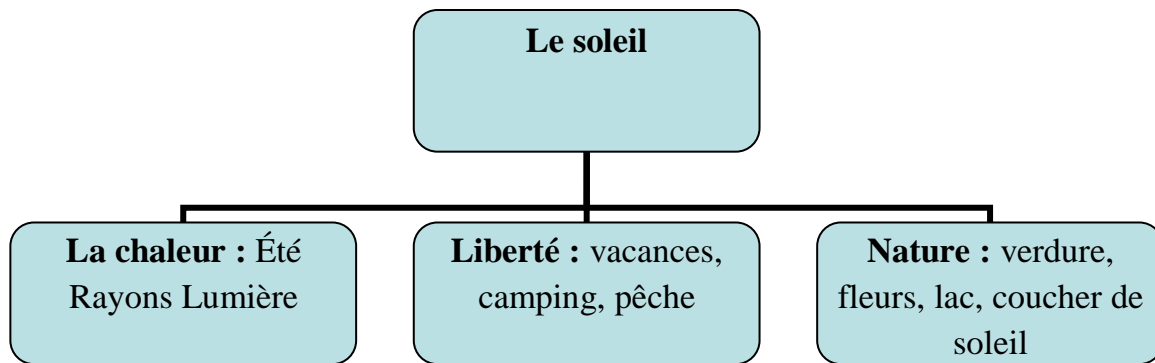 Le soleil
La chaleur : Été
Rayons Lumière
Liberté : vacances,
camping, pêche
Nature : verdure,
fleurs, lac, coucher de
soleil